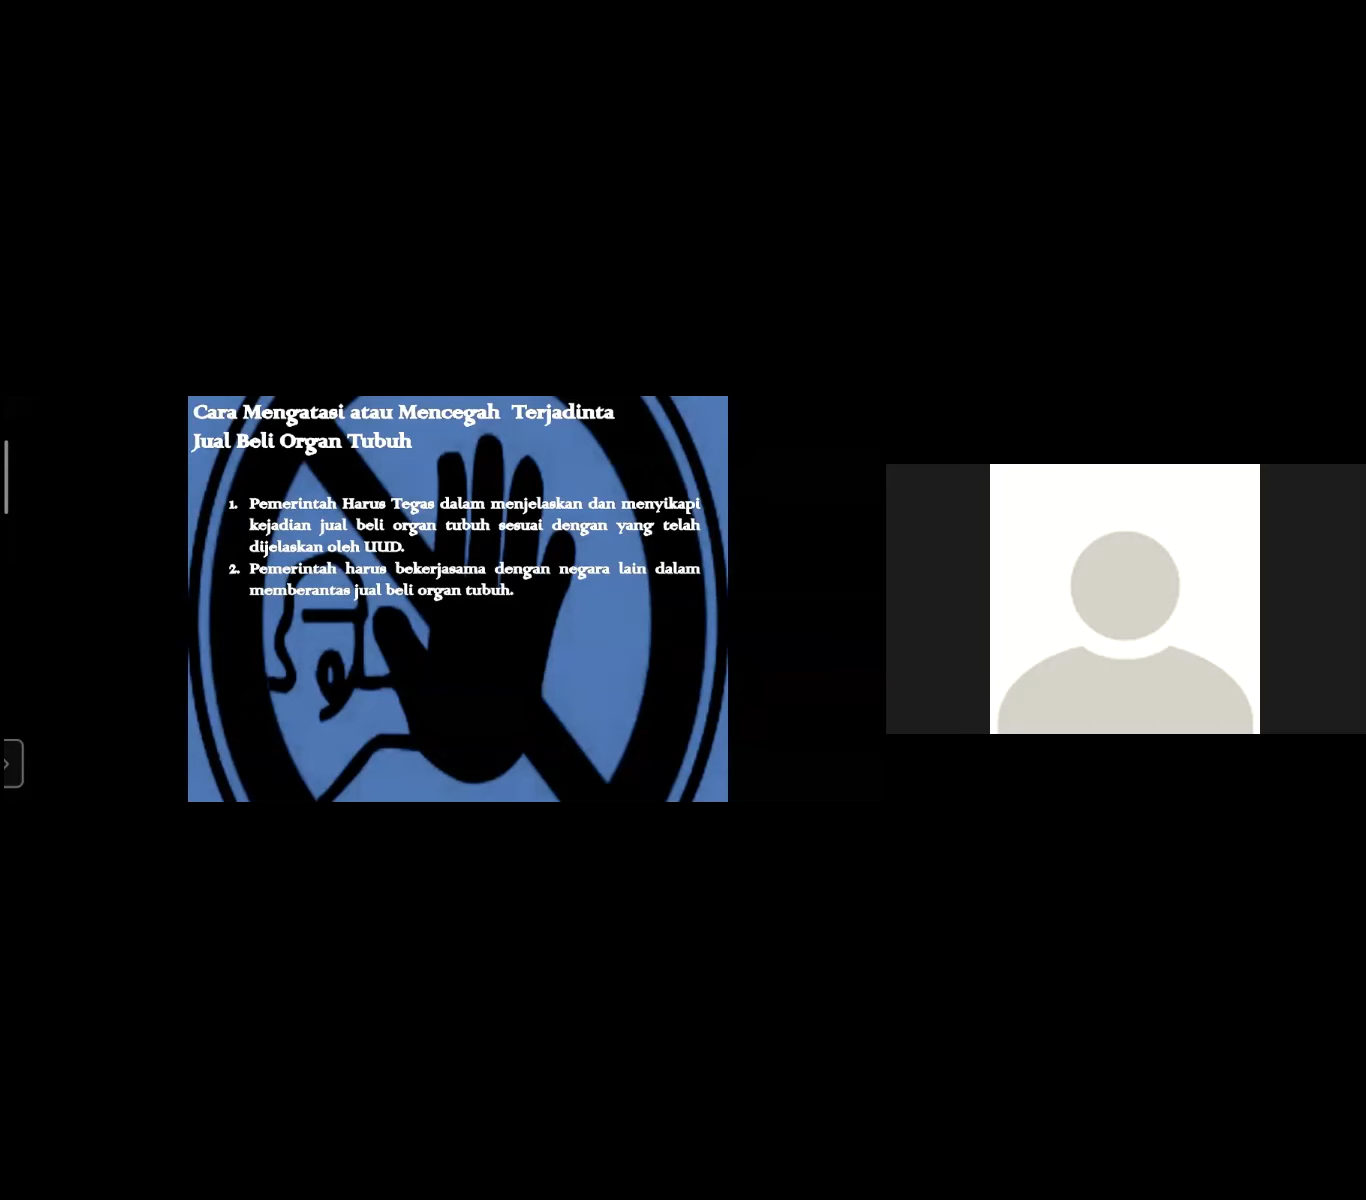 Cara Mengatasi atau Mencegah Terjadinta
Jual Beli Organ Tubuh
1. Pemerintah Harus Tegas dalam menjelaskan dan menyikapi
kejadian jual beli organ tubuh sesuai dengan yang telah
dijelaskan oleh UUD.
2. Pemerintah harus bekerjasama dengan negara lain dalam
memberantas jual beli organ tubuh.